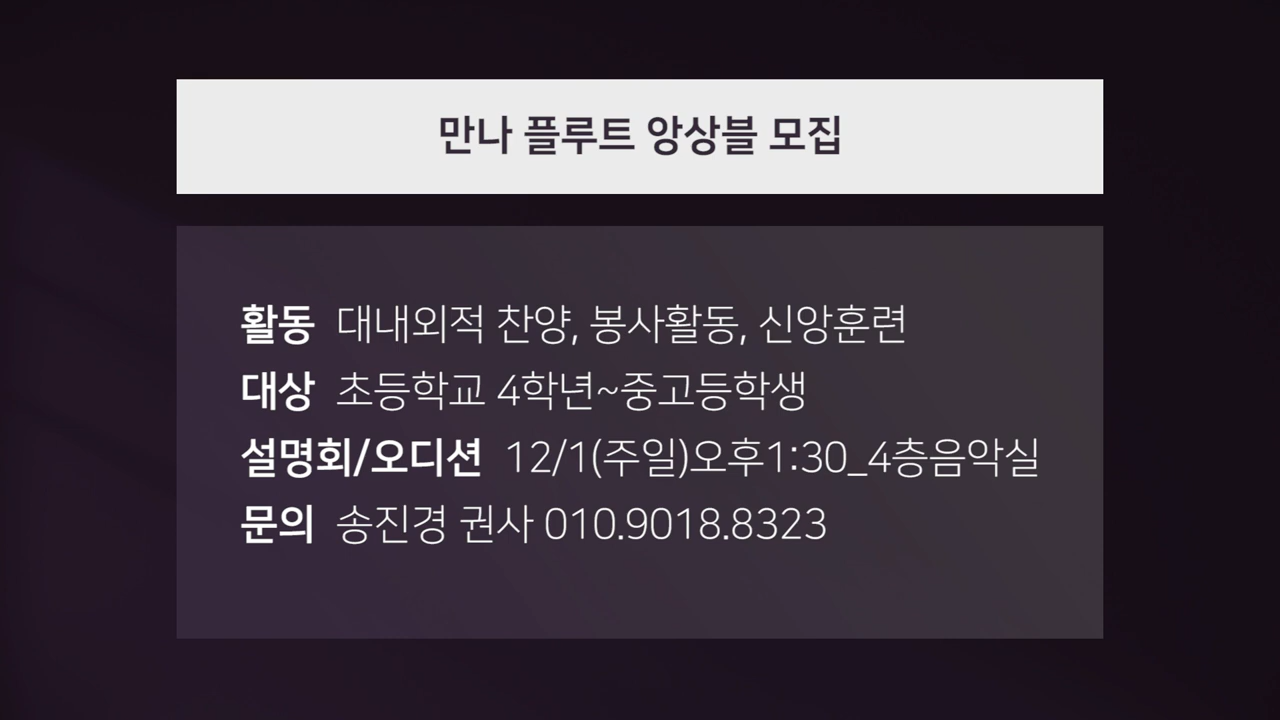 만나 플루트 앙상블 모집
활동 대내외적 찬양, 봉사활동, 신앙훈련
대상 초등학교 4학년~중고등학생
설명회/오디션 12/1(주일)오후1:30_4층음악실
문의 송진경 권사 010.9018.8323